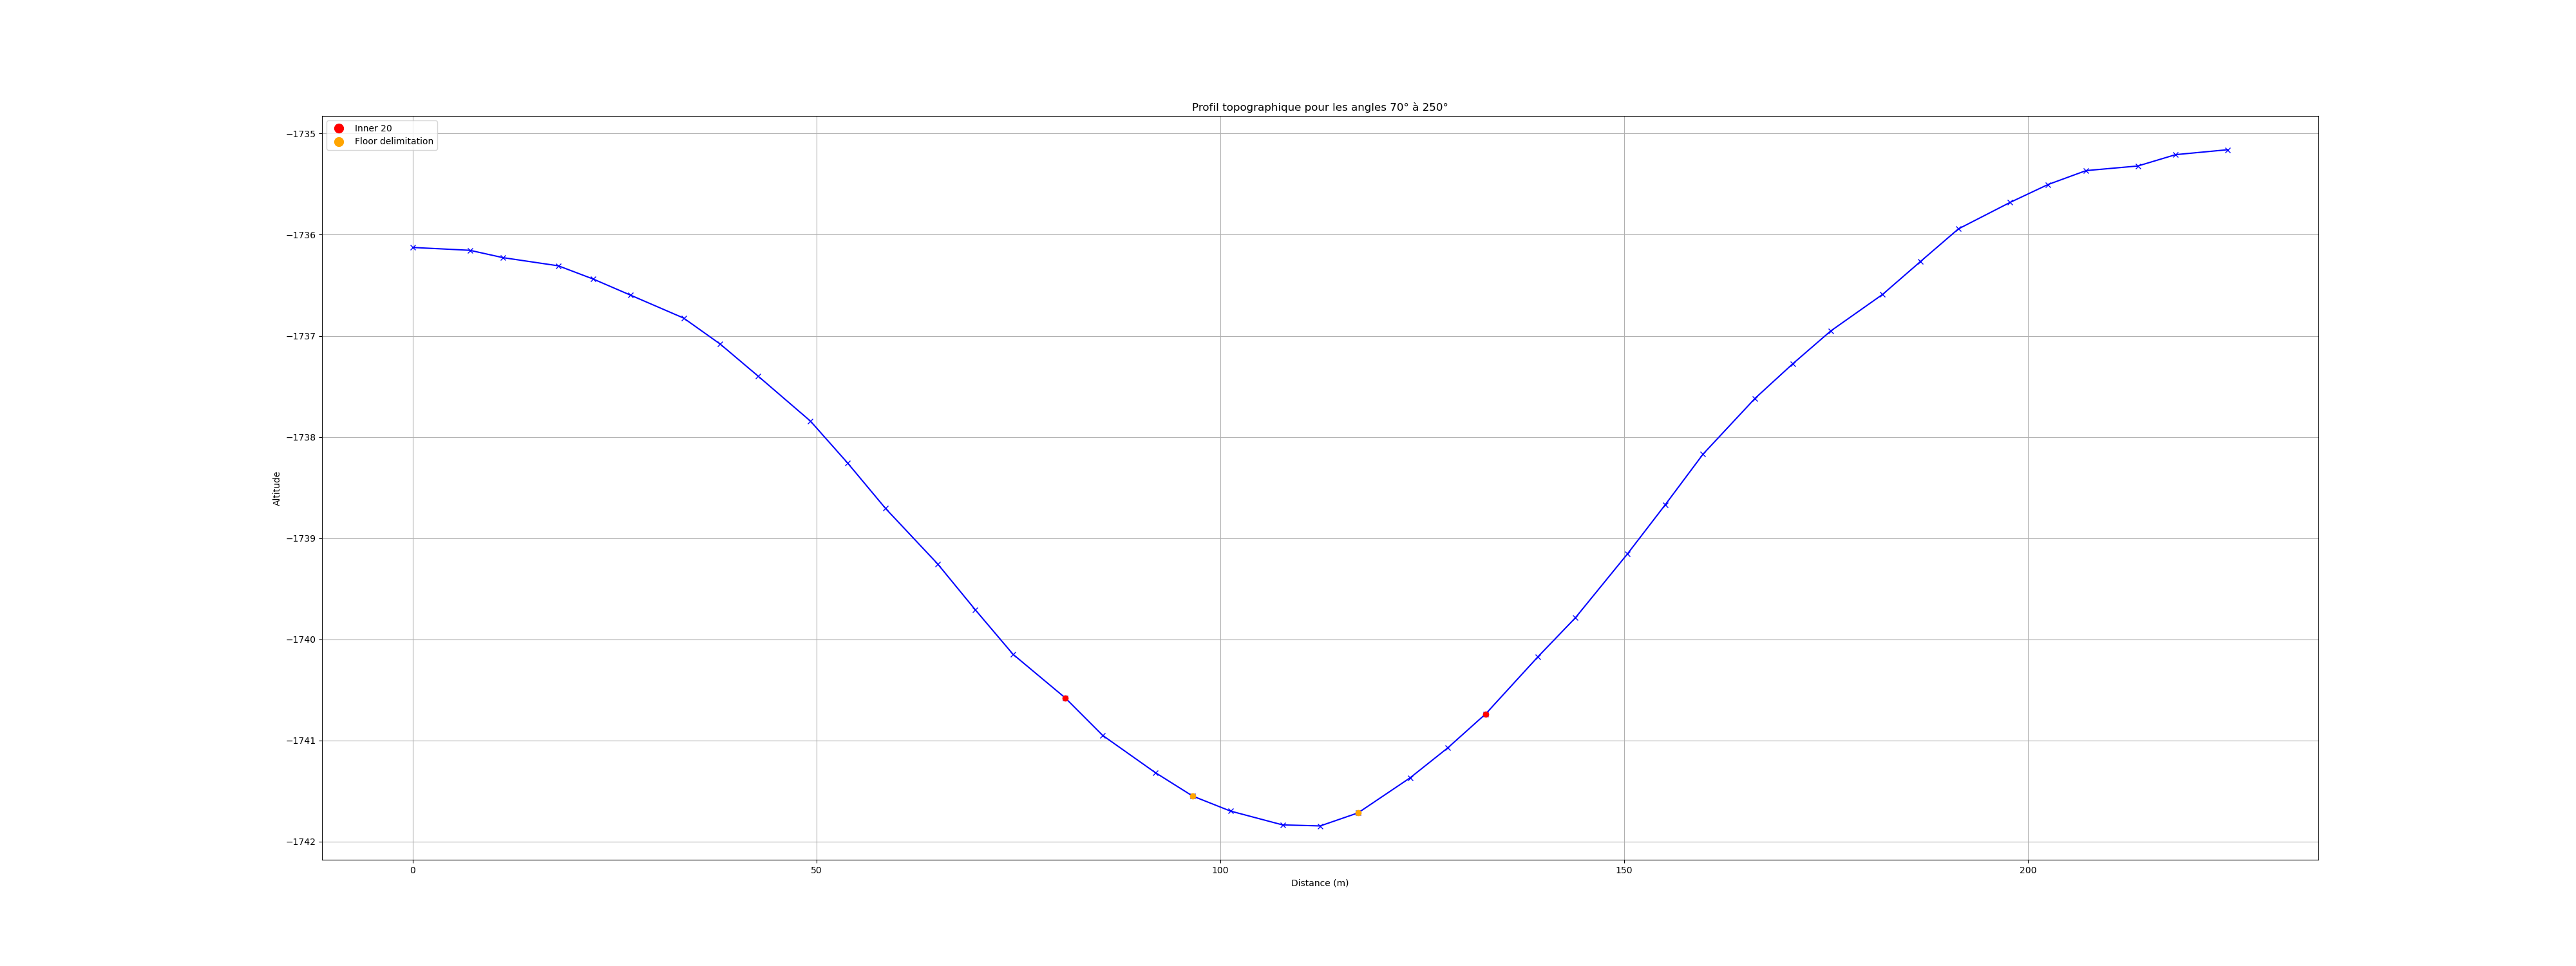 Profil topographique pour les angles 70° à 250°
Inner 20
Floor delimitation
−1735
−1736
−1737
−1738
−1739
−1740
−1741
−1742
Altitude
0 50 100 150 200
Distance (m)